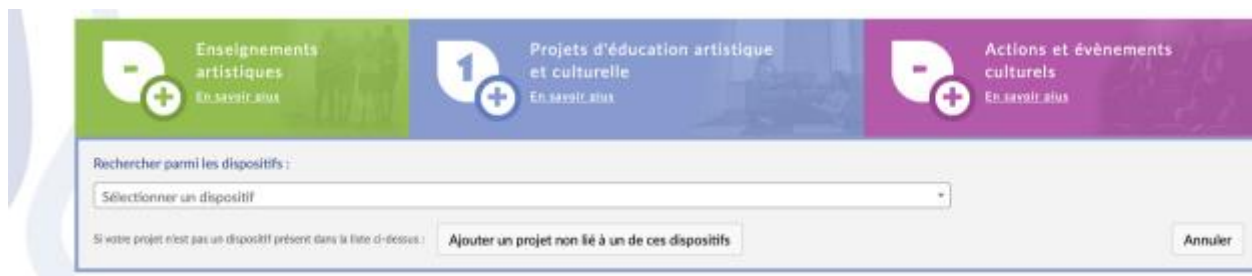 Enseignements
artistiques
En savoir plus
-
Projets d'éducation artistique
et culturelle
En savoir plus
1
Actions et évènements
culturels
En savoir plus
-
Rechercher parmi les dispositifs :
Sélectionner un dispositif
Si votre projet n'est pas un dispositif présent dans la liste ci-dessus :
Ajouter un projet non lié à un de ces dispositifs
Annuler